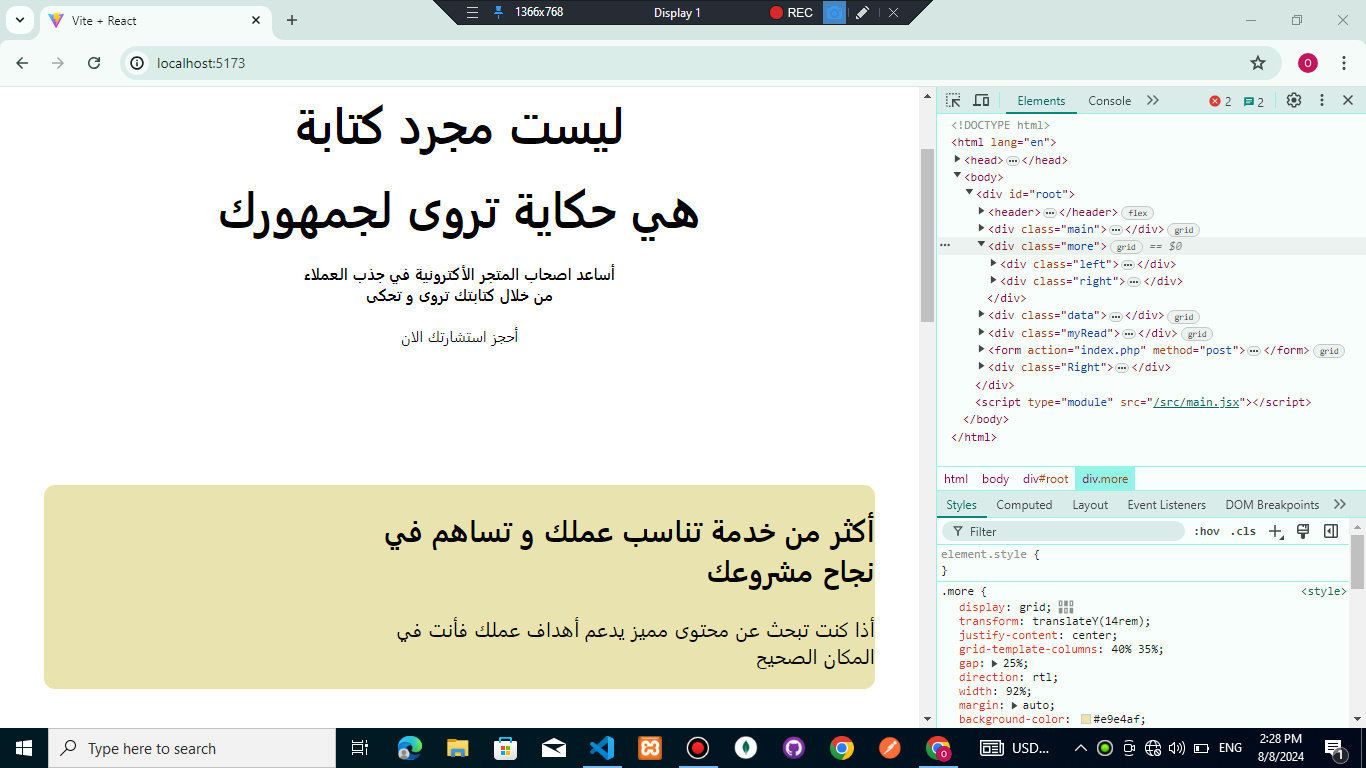 1366x768
Display 1
REC
Vite + React
localhost:5173
O
ليست مجرد كتابة
هي حكاية تروى لجمهورك
أساعد اصحاب المتجر الأكترونية في جذب العملاء
من خلال كتابتك تروى و تحكى
أحجز استشارتك الان
أكثر من خدمة تناسب عملك و تساهم في
نجاح مشروعك
أذا كنت تبحث عن محتوى مميز يدعم أهداف عملك فأنت في
المكان الصحيح
Elements
Console
2
2
<!DOCTYPE html>
<html lang="en">
<head>…</head>
<body>
<div id="root">
<header>…</header> flex
<div class="main">…</div> grid
<div class="more"> grid == $0
<div class="left">…</div>
<div class="right">…</div>
</div>
<div class="data">…</div> grid
<div class="myRead">…</div> grid
<form action="index.php" method="post">…</form> grid
<div class="Right">…</div>
</div>
<script type="module" src="/src/main.jsx"></script>
</body>
</html>
html body div#root div.more
Styles Computed Layout Event Listeners DOM Breakpoints
Filter
:hov .cls
element.style {
}
.more { <style>
display: grid;
transform: translateY(14rem);
justify-content: center;
grid-template-columns: 40% 35%;
gap: 25%;
direction: rtl;
width: 92%;
margin: auto;
background-color: #e9e4af;
Type here to search
O
USD...
ENG
2:28 PM
8/8/2024
1